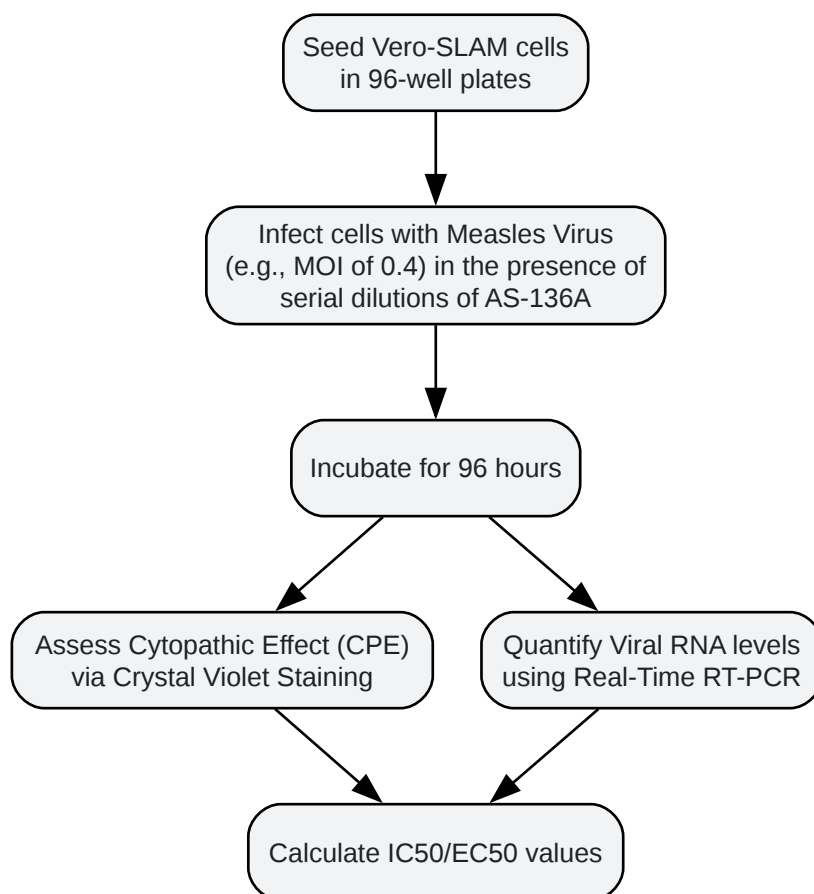 Seed Vero-SLAM cells
in 96-well plates
Infect cells with Measles Virus
(e.g., MOI of 0.4) in the presence of
serial dilutions of AS-136A
Incubate for 96 hours
Assess Cytopathic Effect (CPE)
via Crystal Violet Staining
Quantify Viral RNA levels
using Real-Time RT-PCR
Calculate IC50/EC50 values